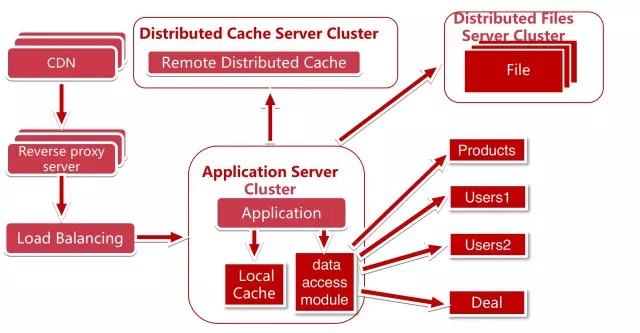 CDN
Reverse proxy
server
Load Balancing
Distributed Cache Server Cluster
Remote Distributed Cache
Distributed Files
Server Cluster
File
Application Server
Cluster
Application
Local
Cache
data
access
module
Products
Users1
Users2
Deal